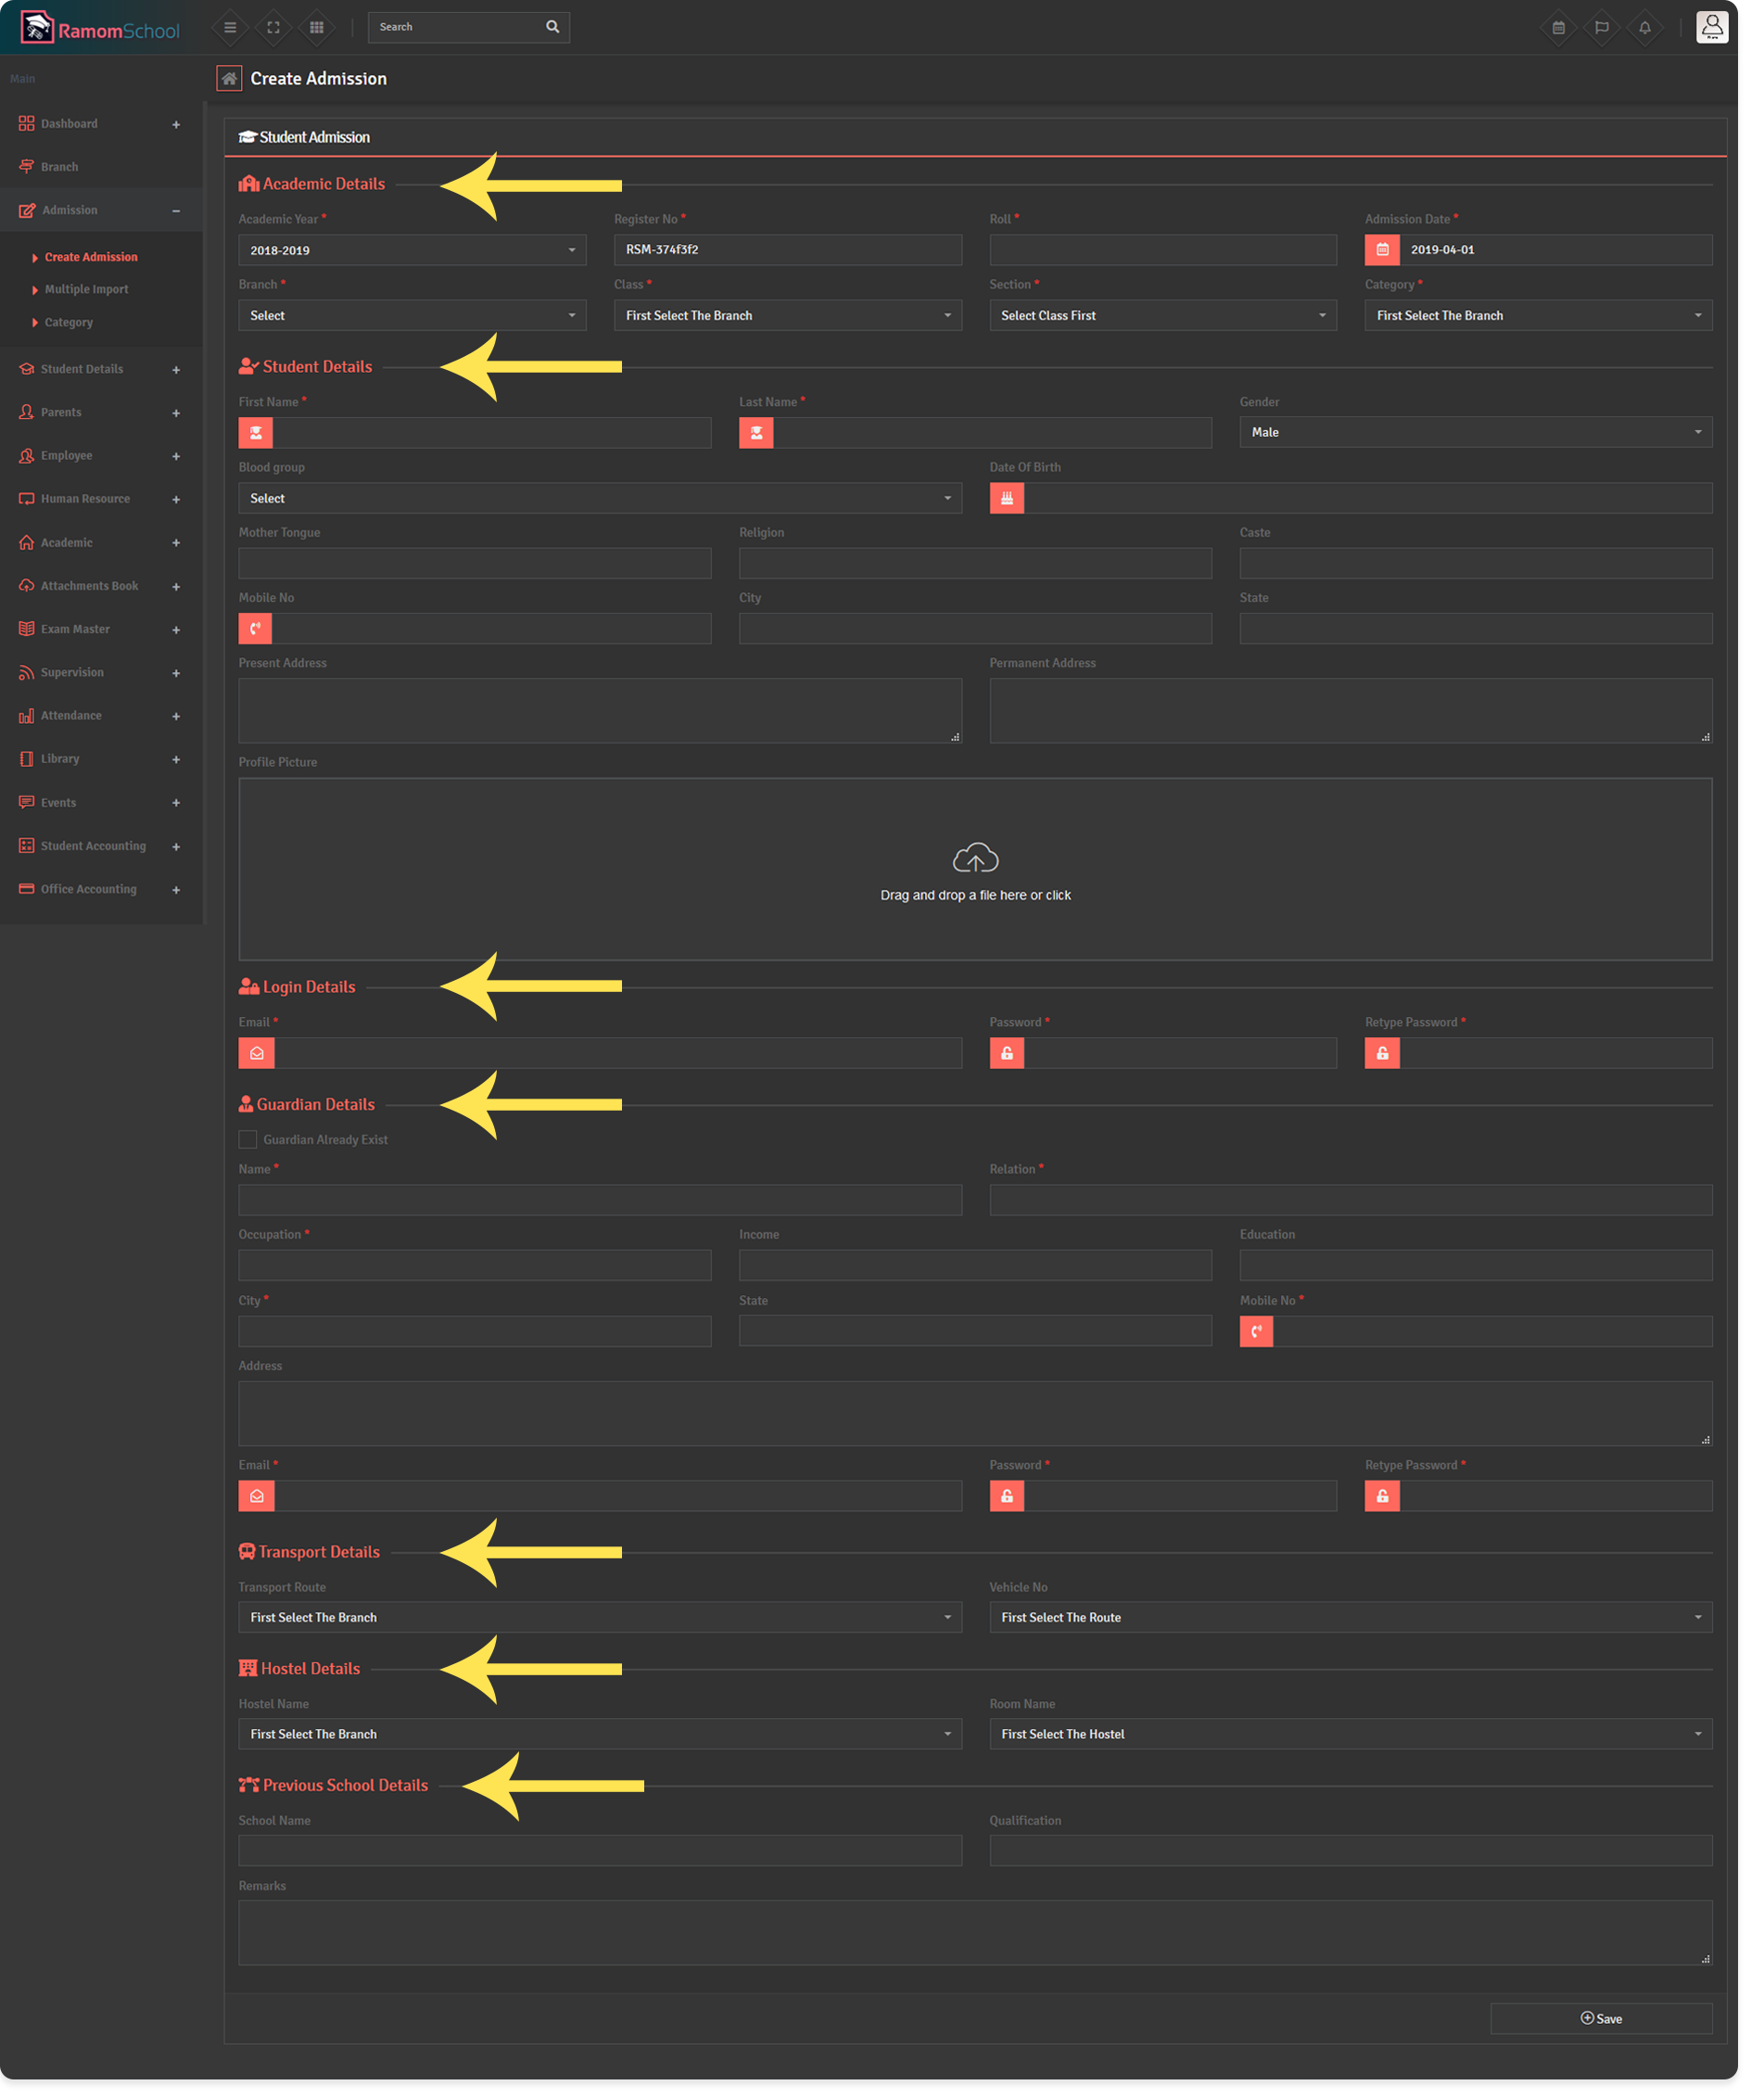 RamomSchool
Search
Main
Create Admission
Dashboard
Branch
Admission
Create Admission
Multiple Import
Category
Student Details
Parents
Employee
Human Resource
Academic
Attachments Book
Exam Master
Supervision
Attendance
Library
Events
Student Accounting
Office Accounting
Student Admission
Academic Details
Academic Year * Register No * Roll * Admission Date *
2018-2019 RSM-374f3f2 2019-04-01
Branch * Class * Section * Category *
Select First Select The Branch Select Class First First Select The Branch
Student Details
First Name * Last Name * Gender
Male
Blood group Date Of Birth
Select
Mother Tongue Religion Caste
Mobile No City State
Present Address Permanent Address
Profile Picture
Drag and drop a file here or click
Login Details
Email * Password * Retype Password *
Guardian Details
Guardian Already Exist
Name * Relation *
Occupation * Income Education
City * State Mobile No *
Address
Email * Password * Retype Password *
Transport Details
Transport Route Vehicle No
First Select The Branch First Select The Route
Hostel Details
Hostel Name Room Name
First Select The Branch First Select The Hostel
Previous School Details
School Name Qualification
Remarks
Save